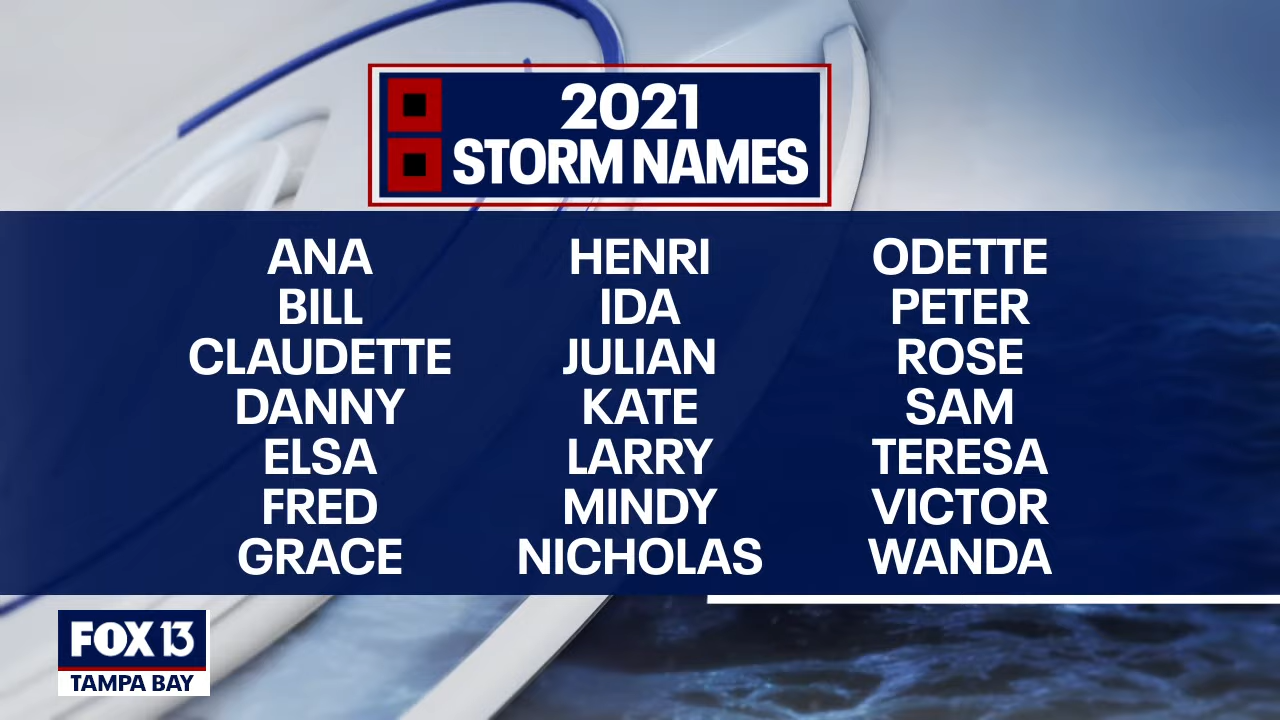 2021
STORM NAMES
ANA
BILL
CLAUDETTE
DANNY
ELSA
FRED
GRACE
HENRI
IDA
JULIAN
KATE
LARRY
MINDY
NICHOLAS
ODETTE
PETER
ROSE
SAM
TERESA
VICTOR
WANDA
FOX 13
TAMPA BAY